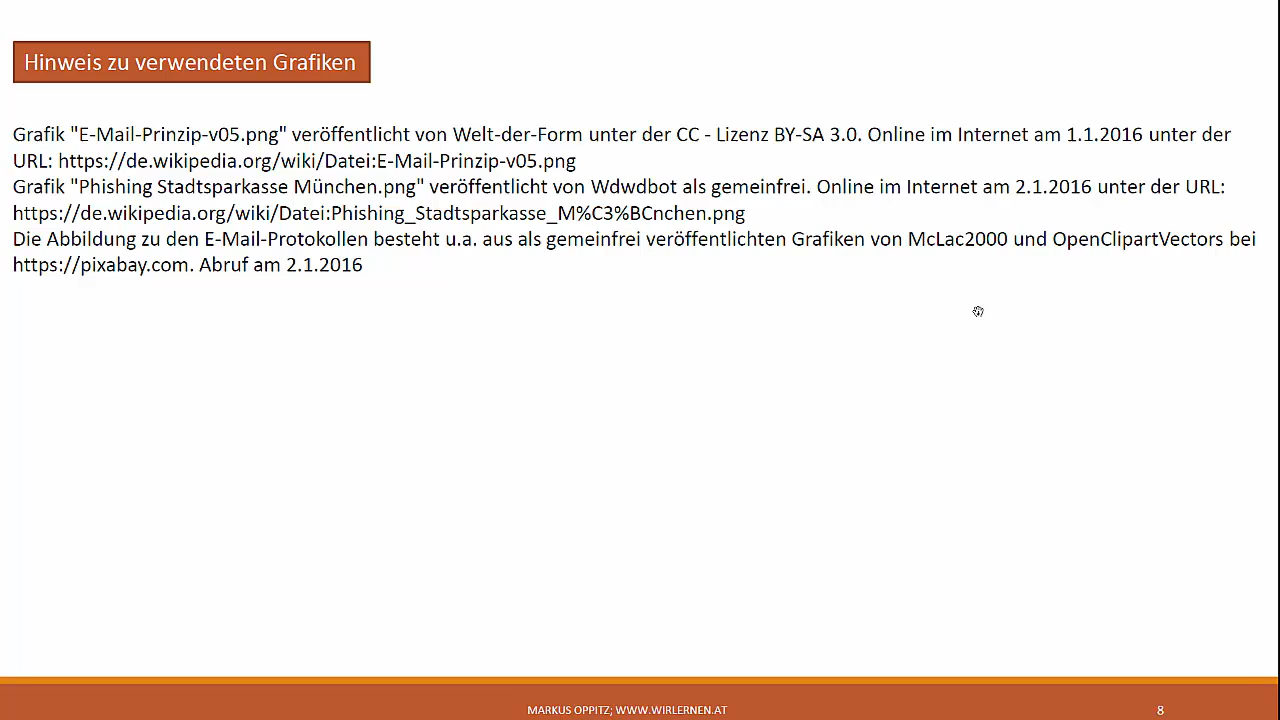 Hinweis zu verwendeten Grafiken
Grafik "E-Mail-Prinzip-v05.png" veröffentlicht von Welt-der-Form unter der CC - Lizenz BY-SA 3.0. Online im Internet am 1.1.2016 unter der
URL: https://de.wikipedia.org/wiki/Datei:E-Mail-Prinzip-v05.png
Grafik "Phishing Stadtsparkasse München.png" veröffentlicht von Wdwdbot als gemeinfrei. Online im Internet am 2.1.2016 unter der URL:
https://de.wikipedia.org/wiki/Datei:Phishing_Stadtsparkasse_M%C3%BCnchen.png
Die Abbildung zu den E-Mail-Protokollen besteht u.a. aus als gemeinfrei veröffentlichten Grafiken von McLac2000 und OpenClipartVectors bei
https://pixabay.com. Abruf am 2.1.2016
MARKUS OPPITZ; WWW.WIRLERNEN.AT
8